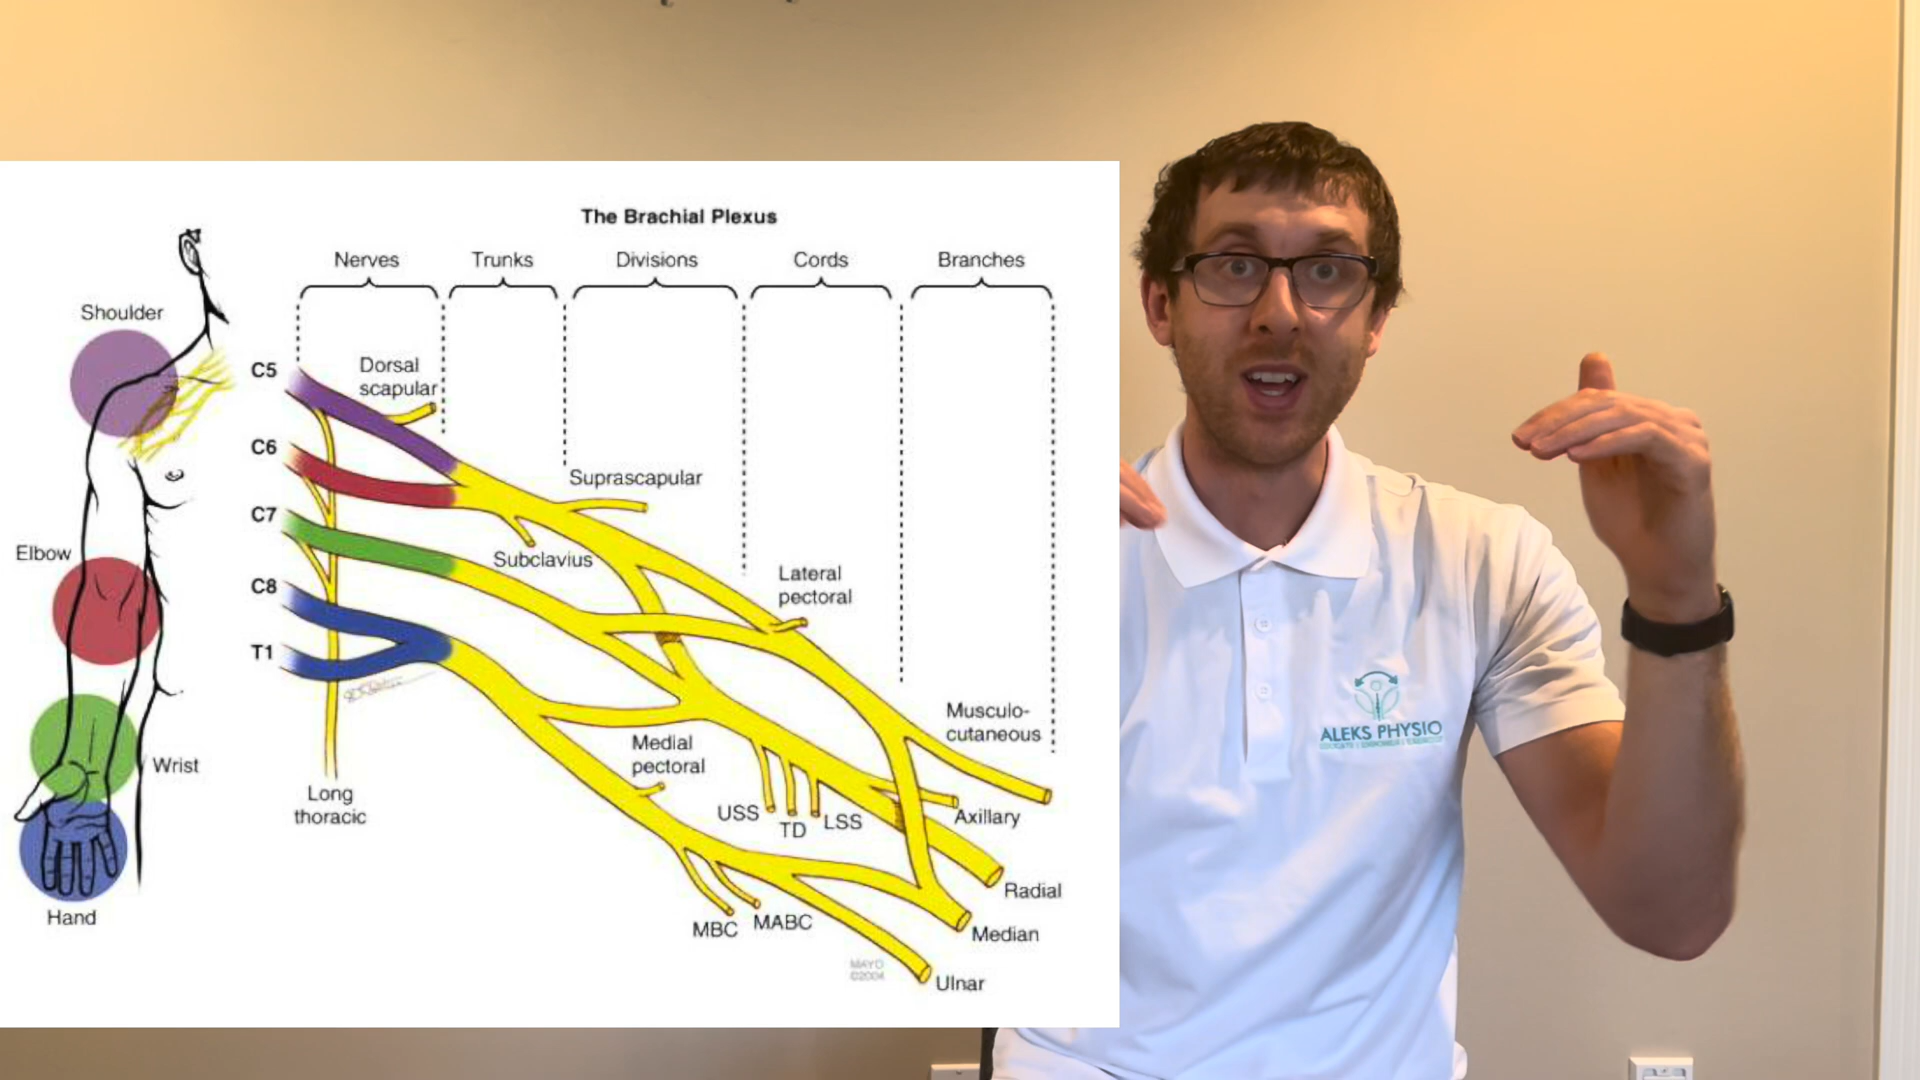 The Brachial Plexus
Nerves
Trunks
Divisions
Cords
Branches
Shoulder
C5
Dorsal
scapular
C6
Suprascapular
C7
Elbow
Subclavius
C8
Lateral
pectoral
T1
Musculo-
cutaneous
Medial
pectoral
Wrist
Long
thoracic
USS
TD
LSS
Axillary
Radial
Hand
MBC
MABC
Median
MAYO
©2004
Ulnar
ALEKS PHYSIO